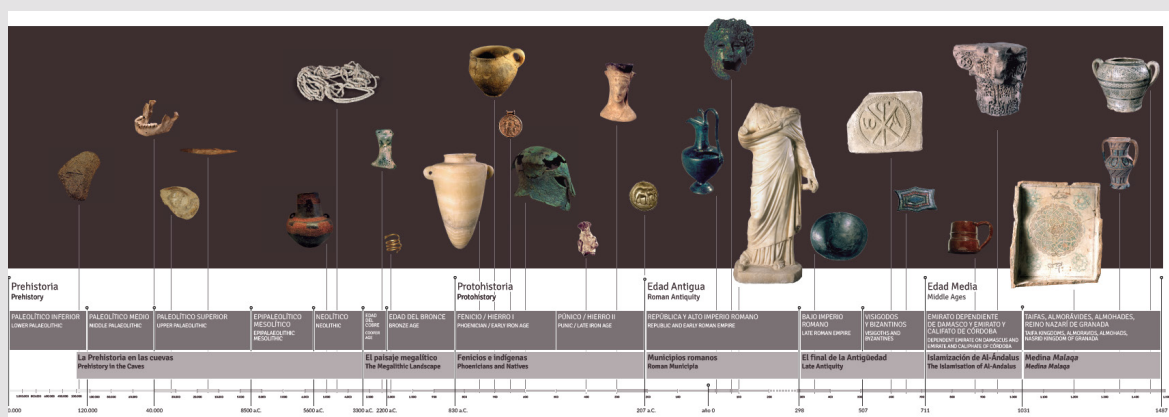 Prehistoria
Prehistory
Protohistoria
Protohistory
Edad Antigua
Roman Antiquity
Edad Media
Middle Ages
PALEOLÍTICO INFERIOR
LOWER PALAEOLITHIC
PALEOLÍTICO MEDIO
MIDDLE PALAEOLITHIC
PALEOLÍTICO SUPERIOR
UPPER PALAEOLITHIC
EPIPALEOLÍTICO
MESOLÍTICO
EPIPALAEOLITHIC
MESOLITHIC
NEOLÍTICO
NEOLITHIC
EDAD
DEL
COBRE
COPPER
AGE
EDAD DEL BRONCE
BRONZE AGE
FENICIO / HIERRO I
PHOENICIAN / EARLY IRON AGE
PÚNICO / HIERRO II
PUNIC / LATE IRON AGE
REPÚBLICA Y ALTO IMPERIO ROMANO
REPUBLIC AND EARLY ROMAN EMPIRE
BAJO IMPERIO
ROMANO
LATE ROMAN EMPIRE
VISIGODOS
Y BIZANTINOS
VISIGOTHS AND
BYZANTINES
EMIRATO DEPENDIENTE
DE DAMASCO Y EMIRATO Y
CALIFATO DE CÓRDOBA
DEPENDENT EMIRATE ON DAMASCUS AND
EMIRATE AND CALIPHATE OF CÓRDOBA
TAIFAS, ALMORÁVIDES, ALMOHADES,
REINO NAZARÍ DE GRANADA
TAIFA KINGDOMS, ALMORAVIDS, ALMOHADS,
NASRID KINGDOM OF GRANADA
La Prehistoria en las cuevas
Prehistory in the Caves
El paisaje megalítico
The Megalithic Landscape
Fenicios e indígenas
Phoenicians and Natives
Municipios romanos
Roman Municipia
El final de la Antigüedad
Late Antiquity
Islamización de Al-Ándalus
The Islamisation of Al-Andalus
Medina Malaqa
Medina Malaqa
120.000
40.000
8500 a.C.
5600 a.C.
3300 a.C.
2200 a.C.
830 a.C.
207 a.C.
año 0
298
507
711
1031